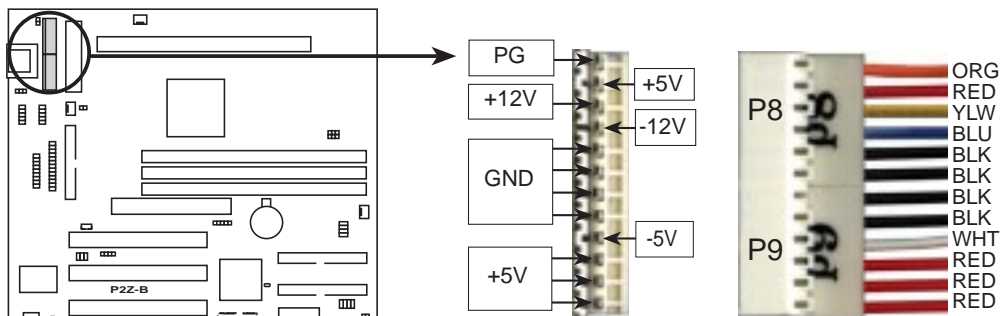 P2Z-B
PG
+12V
GND
+5V
+5V
-12V
-5V
P8
P9
P8
P9
ORG
RED
YLW
BLU
BLK
BLK
BLK
BLK
WHT
RED
RED
RED